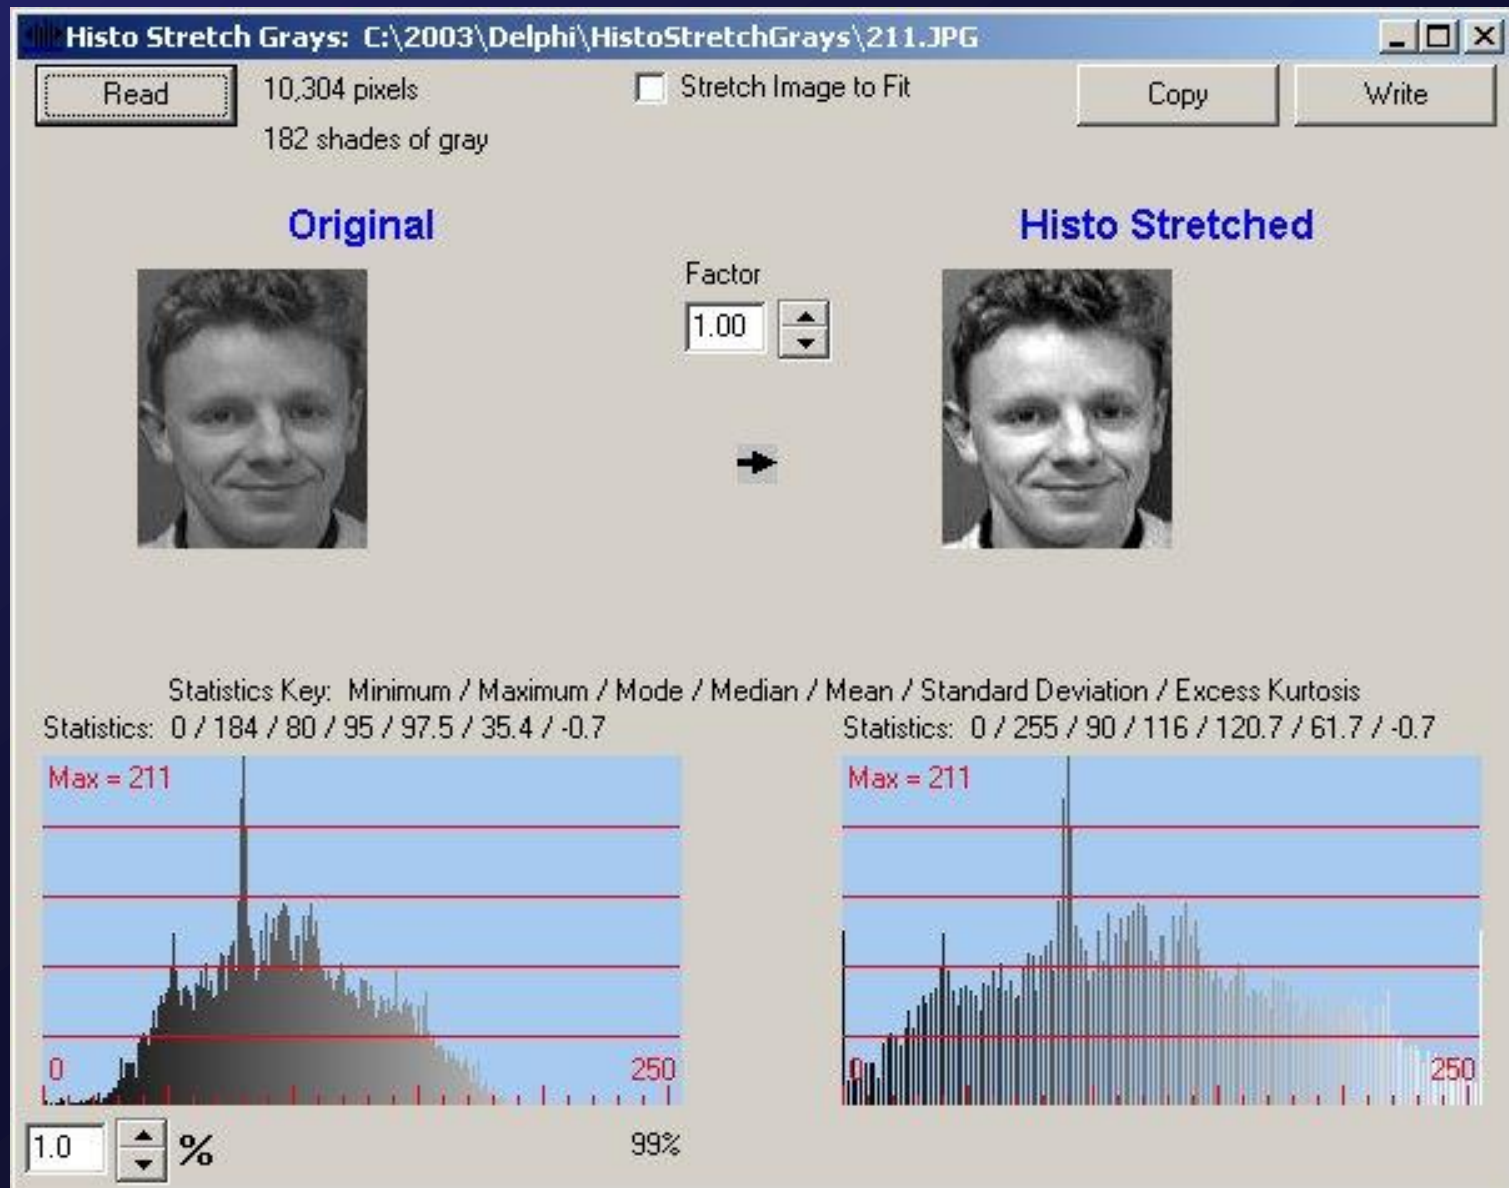 Histo Stretch Grays: C:\2003\Delphi\HistoStretchGrays\211.JPG
Read
10,304 pixels
182 shades of gray
Stretch Image to Fit
Copy
Write
Original
Histo Stretched
Factor
1.00
Statistics Key: Minimum / Maximum / Mode / Median / Mean / Standard Deviation / Excess Kurtosis
Statistics: 0 / 184 / 80 / 95 / 97.5 / 35.4 / -0.7
Statistics: 0 / 255 / 90 / 116 / 120.7 / 61.7 / -0.7
Max = 211
Max = 211
0
250
0
250
1.0
%
99%